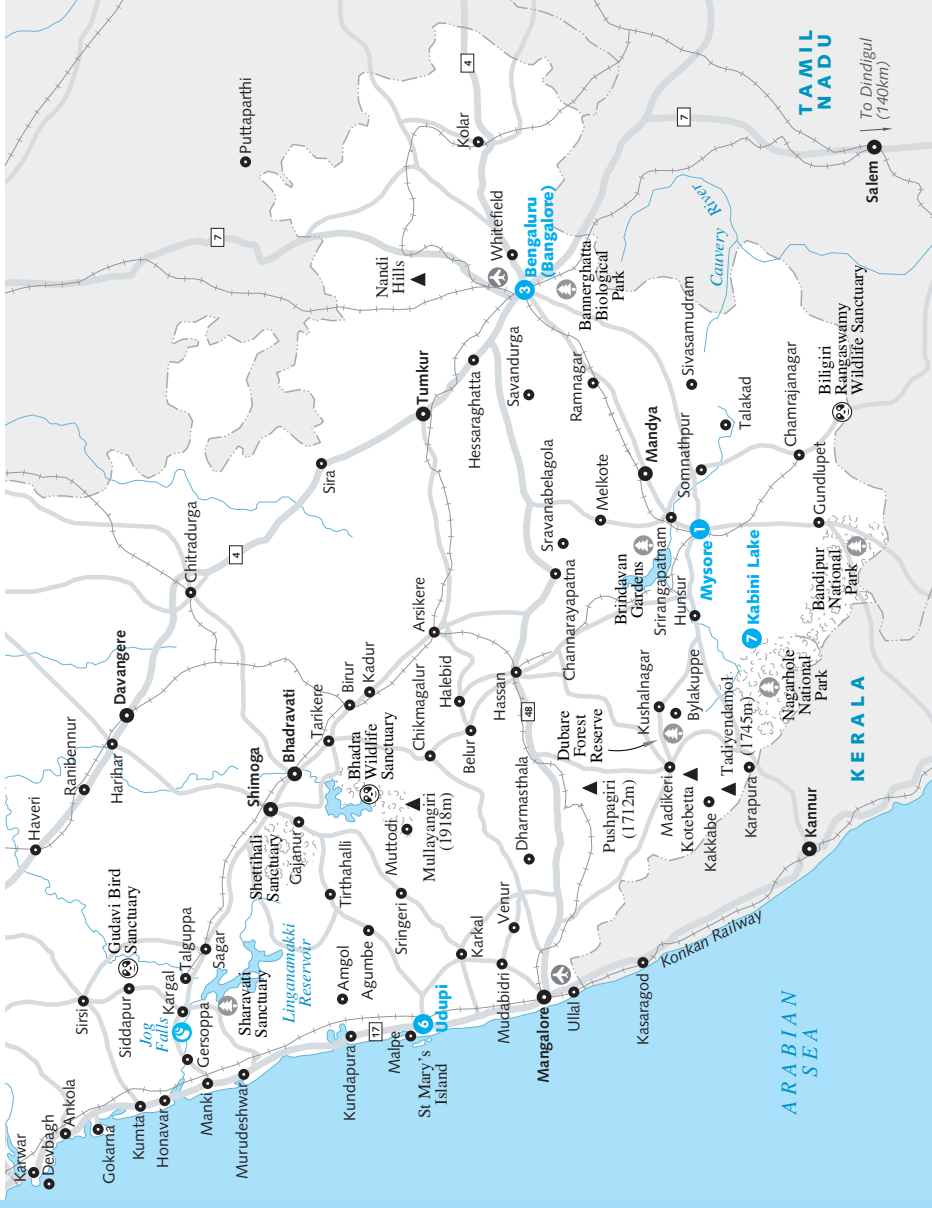 Karwar
Devbagh
Ankola
Gokarna
Kumta
Honavar
Manki
Murudeshwar
Gersoppa
Jog
Falls
Kargal
Talguppa
Sagar
Siddapur
Sirsi
Gudavi Bird
Sanctuary
Sharavati
Sanctuary
Linganamakki
Reservoir
Haveri
Ranibennur
Harihar
Davangere
Chitradurga
4
Shimoga
Bhadravati
Shettihali
Sanctuary
Gajanur
Tarikere
Birur
Kadur
Bhadra
Wildlife
Sanctuary
Muttodi
Mullayangiri
(1918m)
Tirthahalli
Amgol
Agumbe
Sringeri
Kundapura
17
Malpe
6
Udupi
St Mary's
Island
Karkal
Venur
Mudabidri
Mangalore
Ullal
Kasaragod
Konkan Railway
ARABIAN
SEA
Chikmagalur
Halebid
Belur
Hassan
48
Arsikere
Dharmasthala
Channarayapatna
Sravanabelagola
Melkote
Sira
Tumkur
Hessaraghatta
Savandurga
Ramnagar
Nandi
Hills
Puttaparthi
7
4
Kolar
Whitefield
3
Bengaluru
(Bangalore)
Bannerghatta
Biological
Park
7
Mandya
Sivasamudram
Somnathpur
Talakad
Cauvery River
Chamrajanagar
Biligiri
Rangaswamy
Wildlife Sanctuary
Gundlupet
Bandipur
National
Park
Brindavan
Gardens
Srirangapatnam
Mysore
1
Hunsur
7
Kabini Lake
Nagarhole
National
Park
Kushalnagar
Bylakuppe
Dubare
Forest
Reserve
Pushpagiri
(1712m)
Madikeri
Kotebetta
Kakkabe
Tadiyendamol
(1745m)
Karapura
Kannur
KERALA
TAMIL
NADU
Salem
To Dindigul
(140km)